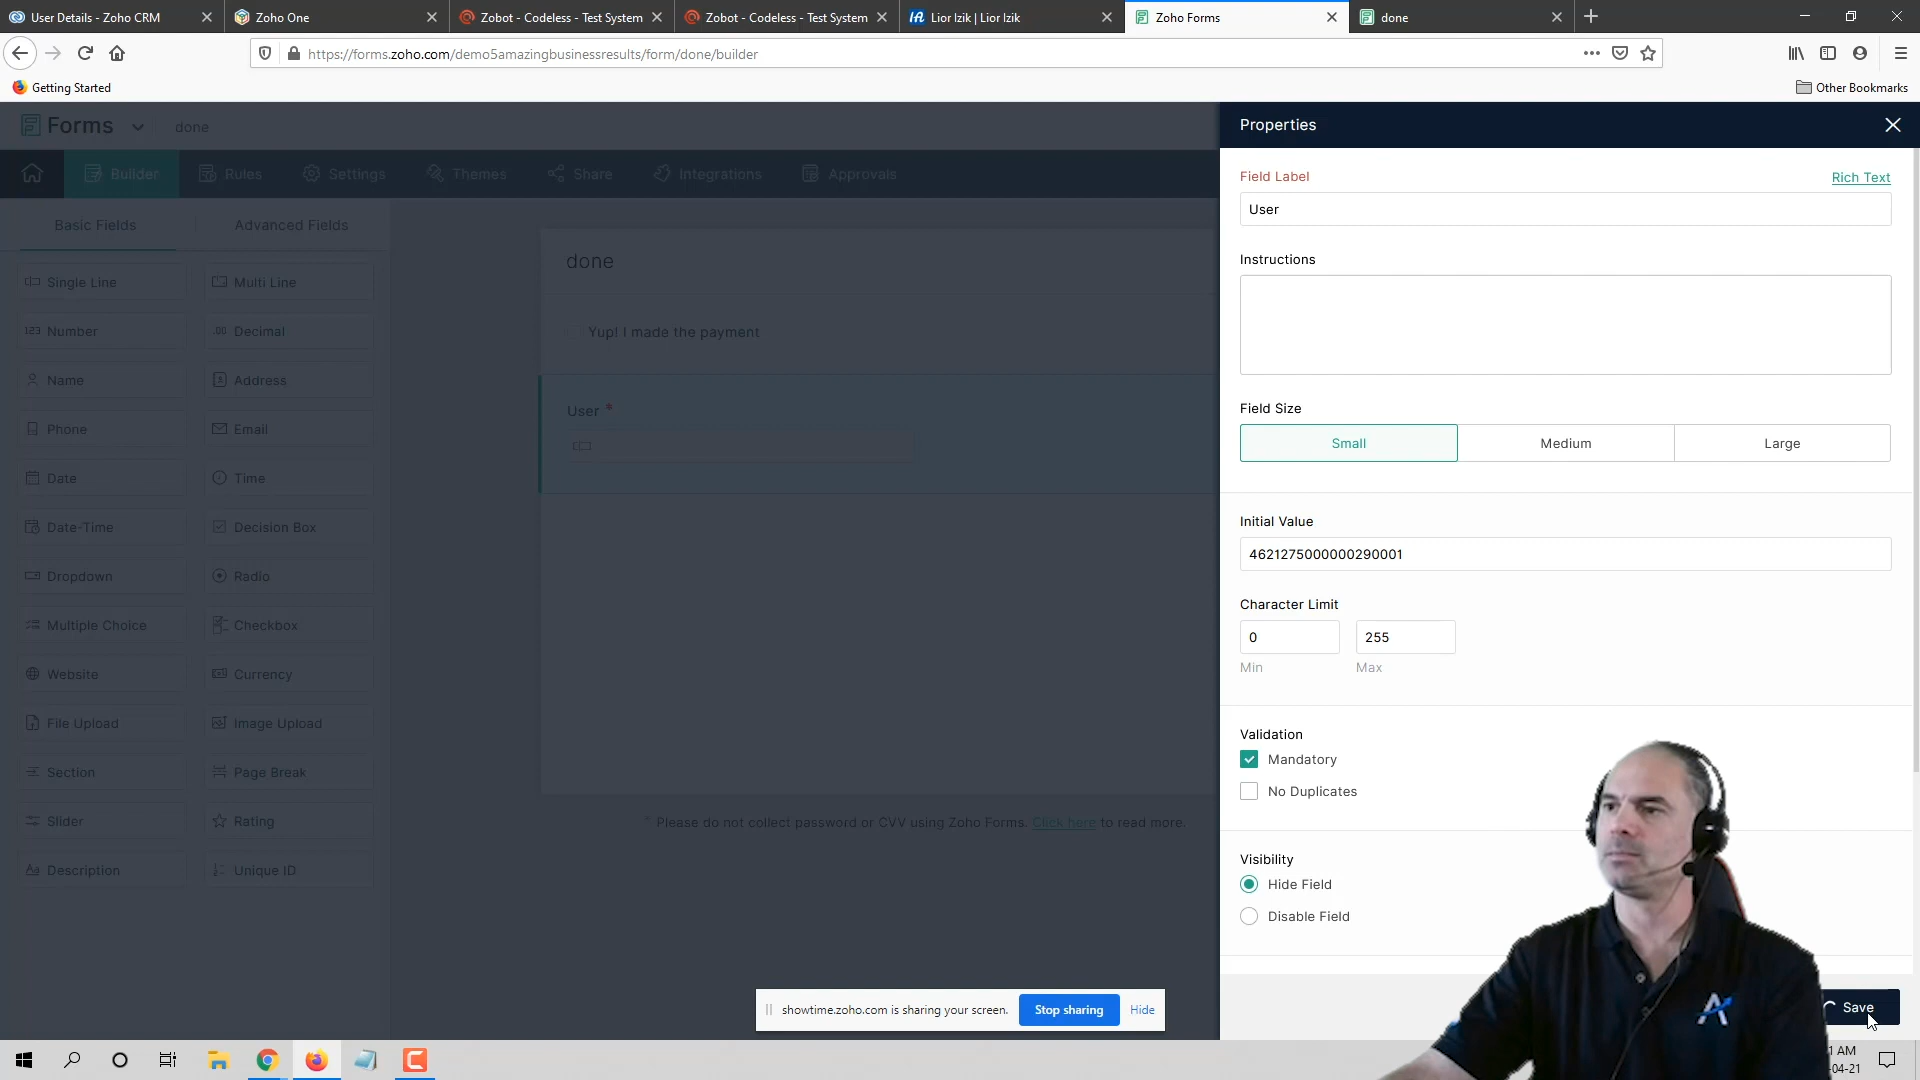 User Details - Zoho CRM
Zoho One
Zobot - Codeless - Test System
Zobot - Codeless - Test System
Lior Izik | Lior Izik
Zoho Forms
done
https://forms.zoho.com/demo5amazingbusinessresults/form/done/builder
Getting Started
Other Bookmarks
Forms
done
Properties
Builder
Rules
Settings
Themes
Share
Integrations
Approvals
Basic Fields
Advanced Fields
Single Line
Multi Line
Number
Decimal
Name
Address
Phone
Email
Date
Time
Date-Time
Decision Box
Dropdown
Radio
Multiple Choice
Checkbox
Website
Currency
File Upload
Image Upload
Section
Page Break
Slider
Rating
Description
Unique ID
done
Yup! I made the payment
User *
* Please do not collect password or CVV using Zoho Forms. Click here to read more.
Field Label
Rich Text
User
Instructions
Field Size
Small
Medium
Large
Initial Value
4621275000000290001
Character Limit
0
255
Min
Max
Validation
Mandatory
No Duplicates
Visibility
Hide Field
Disable Field
Save
showtime.zoho.com is sharing your screen.
Stop sharing
Hide
1 AM
-04-21